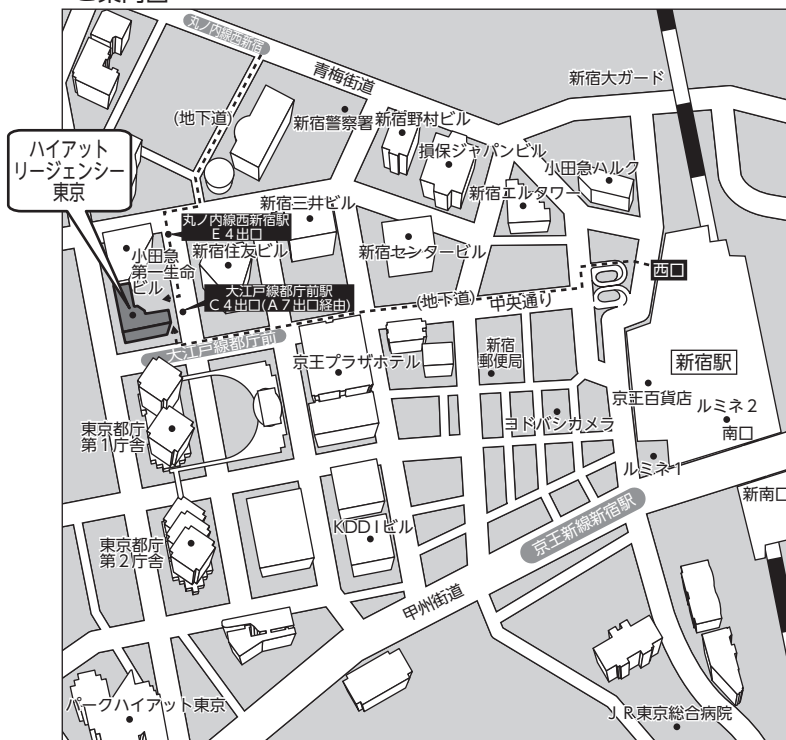 丸ノ内線西新宿
青梅街道
新宿大ガード
(地下道)
新宿警察署
新宿野村ビル
損保ジャパンビル
小田急ハルク
ハイアット
リージェンシー
東京
新宿三井ビル
新宿エルタワー
丸ノ内線西新宿駅
E4出口
小田急
第一生命
ビル
新宿住友ビル
新宿センタービル
西口
大江戸線都庁前駅
C4出口(A7出口経由)
(地下道)
中央通り
大江戸線都庁前
京王プラザホテル
新宿
郵便局
新宿駅
京王百貨店
ルミネ2
南口
東京都庁
第1庁舎
ヨドバシカメラ
ルミネ1
新南口
KDDIビル
京王新線新宿駅
東京都庁
第2庁舎
甲州街道
パークハイアット東京
JR東京総合病院